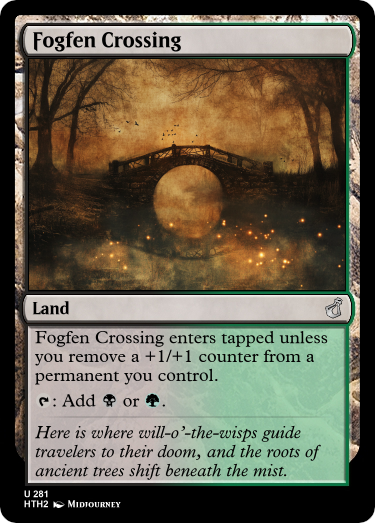 Fogfen Crossing
Land
Fogfen Crossing enters tapped unless
you remove a +1/+1 counter from a
permanent you control.
: Add or .
Here is where will-o'-the-wisps guide
travelers to their doom, and the roots of
ancient trees shift beneath the mist.
U 281
HTH2 Midjourney